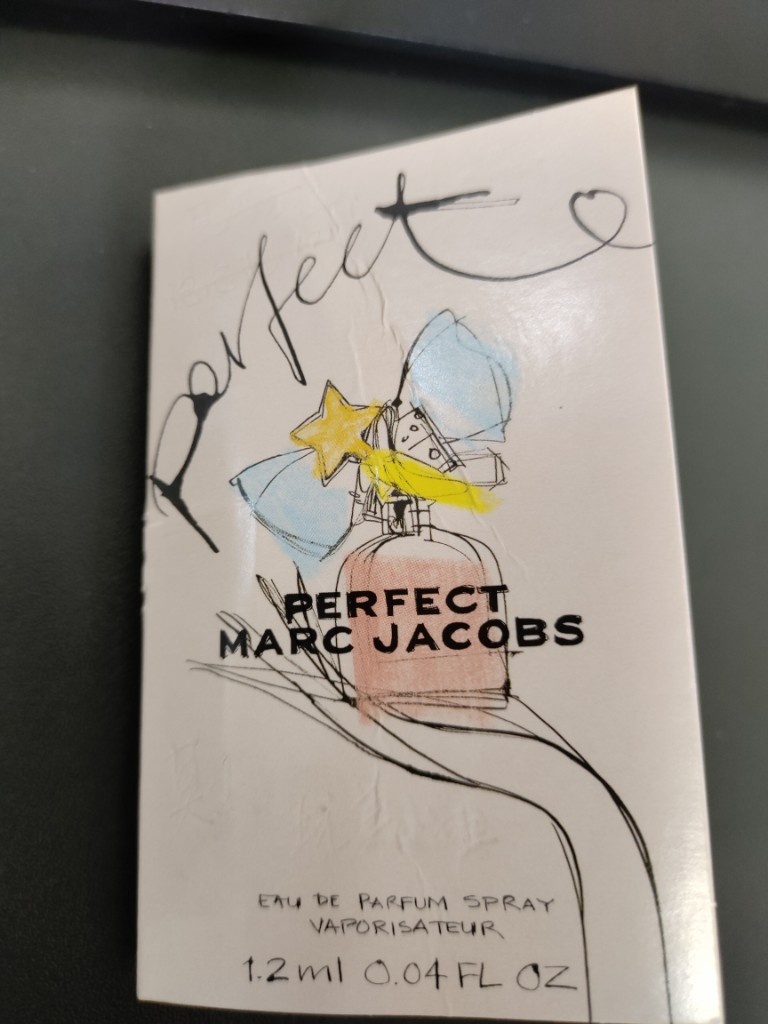 perfect
PERFECT
MARC JACOBS
EAU DE PARFUM SPRAY
VAPORISATEUR
1.2ml 0.04 FL OZ